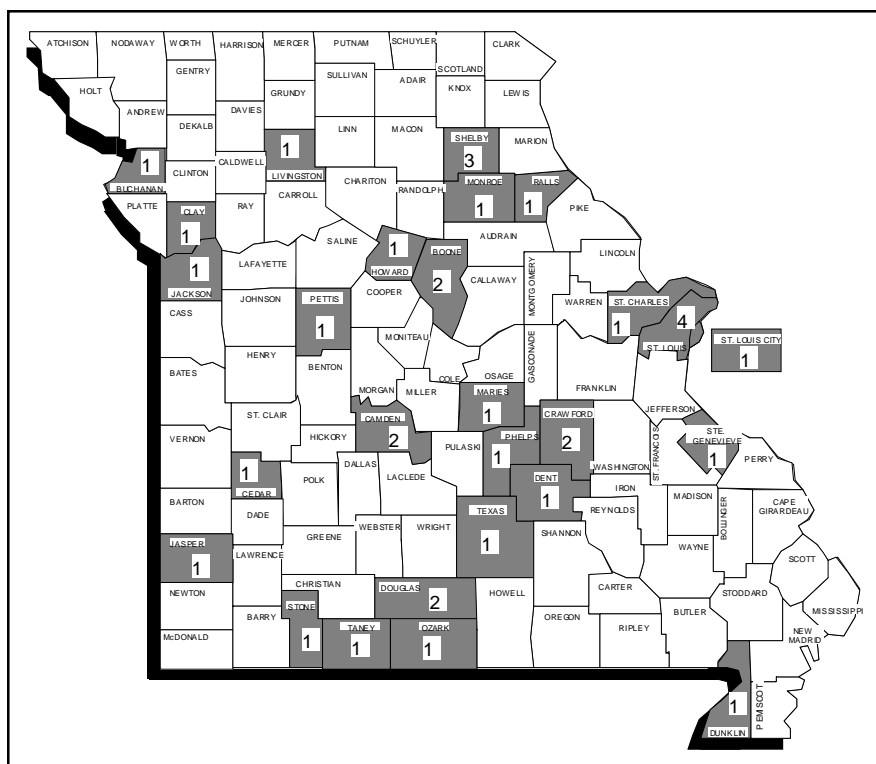 ATCHISON NODAWAY WORTH HARRISON MERCER PUTNAM SCHUYLER SCOTLAND CLARK
HOLT GENTRY GRUNDY SULLIVAN ADAIR KNOX LEWIS
ANDREW DEKALB DAVIES LINN MACON SHELBY 3 MARION
1 BUCHANAN CLINTON CALDWELL 1 LIVINGSTON CHARITON RANDOLPH MONROE 1 RALLS 1 PIKE
PLATTE CLAY 1 RAY CARROLL
SALINE 1 HOWARD BOONE 2 AUDRAIN
1 JACKSON LAFAYETTE COOPER CALLAWAY MONTGOMERY LINCOLN
CASS JOHNSON PETTIS 1 MONITEAU WARREN ST. CHARLES 1
4 ST. LOUIS
ST. LOUIS CITY
1
BATES HENRY BENTON MORGAN MILLER COLE OSAGE GASCONADE FRANKLIN JEFFERSON
ST. CLAIR HICKORY CAMDEN 2 MARIES 1 CRAWFORD 2
VERNON PULASKI PHELPS 1 WASHINGTON ST. FRANCOIS STE.
GENEVIEVE
1 PERRY
1 CEDAR POLK DALLAS LACLEDE DENT 1 IRON
BARTON DADE TEXAS 1 REYNOLDS MADISON BOLLINGER CAPE
GIRARDEAU
JASPER 1 LAWRENCE GREENE WEBSTER WRIGHT SHANNON WAYNE SCOTT
NEWTON CHRISTIAN DOUGLAS 2 HOWELL CARTER STODDARD MISSISSIPPI
McDONALD BARRY STONE 1 TANEY 1 OZARK 1 OREGON RIPLEY BUTLER NEW
MADRID
1 DUNKLIN PEMISCOT